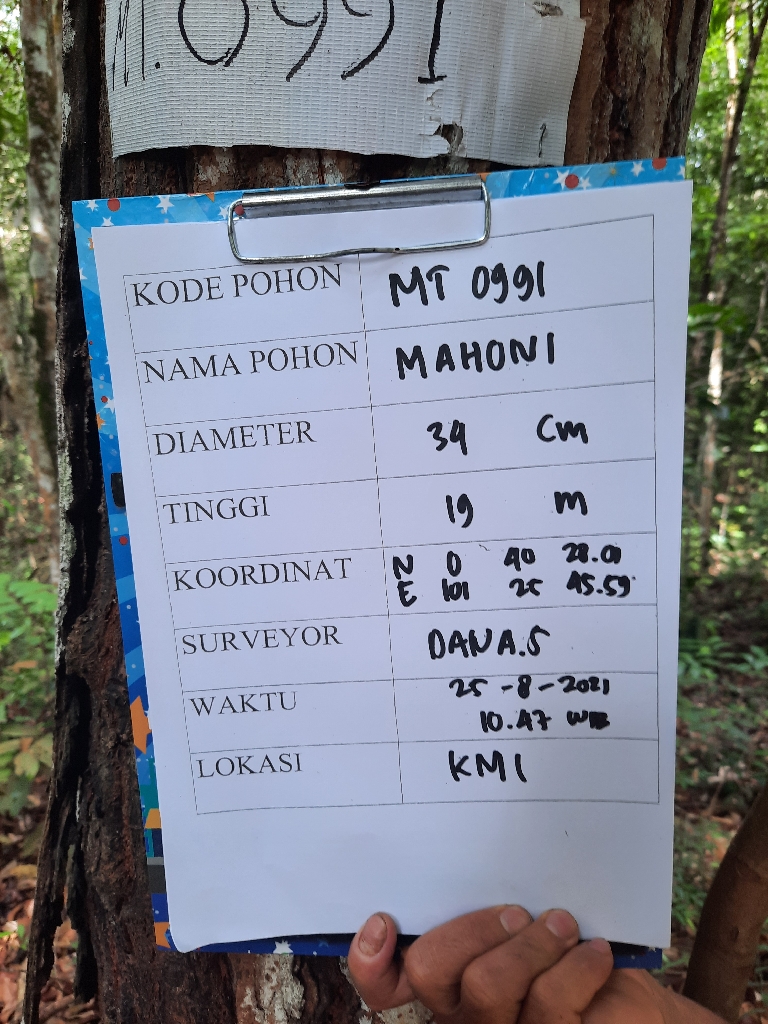 M.0991
KODE POHON MT 0991
NAMA POHON MAHONI
DIAMETER 34 Cm
TINGGI 19 m
KOORDINAT N 0 40 28.01
E 101 25 45.59
SURVEYOR DANA.S
WAKTU 25-8-2021
10.47 WIB
LOKASI KMI